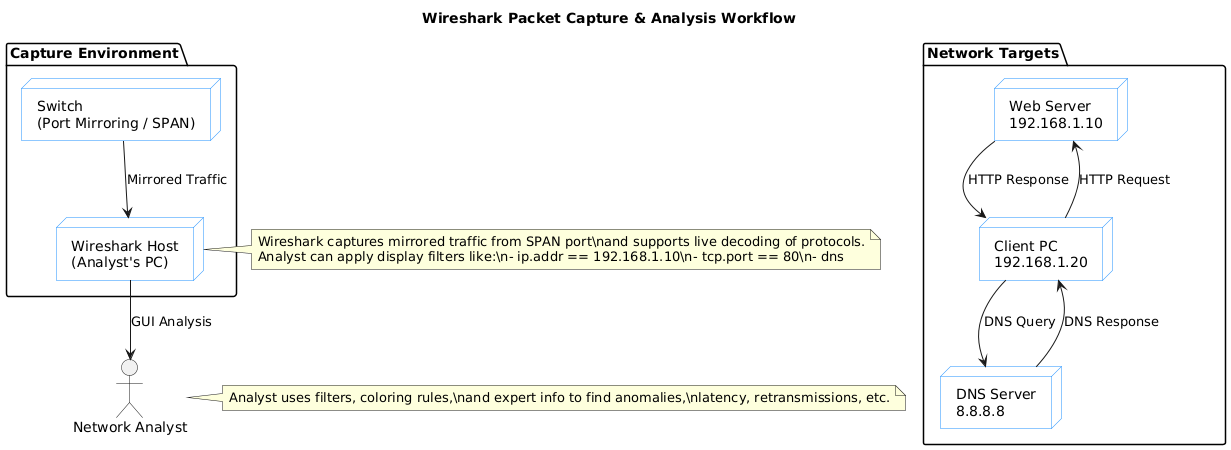 Wireshark Packet Capture & Analysis Workflow
Capture Environment
Switch
(Port Mirroring / SPAN)
Mirrored Traffic
Wireshark Host
(Analyst's PC)
Wireshark captures mirrored traffic from SPAN port\nand supports live decoding of protocols.
Analyst can apply display filters like:\n- ip.addr == 192.168.1.10\n- tcp.port == 80\n- dns
GUI Analysis
Network Analyst
Analyst uses filters, coloring rules,\nand expert info to find anomalies,\nlatency, retransmissions, etc.
Network Targets
Web Server
192.168.1.10
HTTP Response
HTTP Request
Client PC
192.168.1.20
DNS Query
DNS Response
DNS Server
8.8.8.8